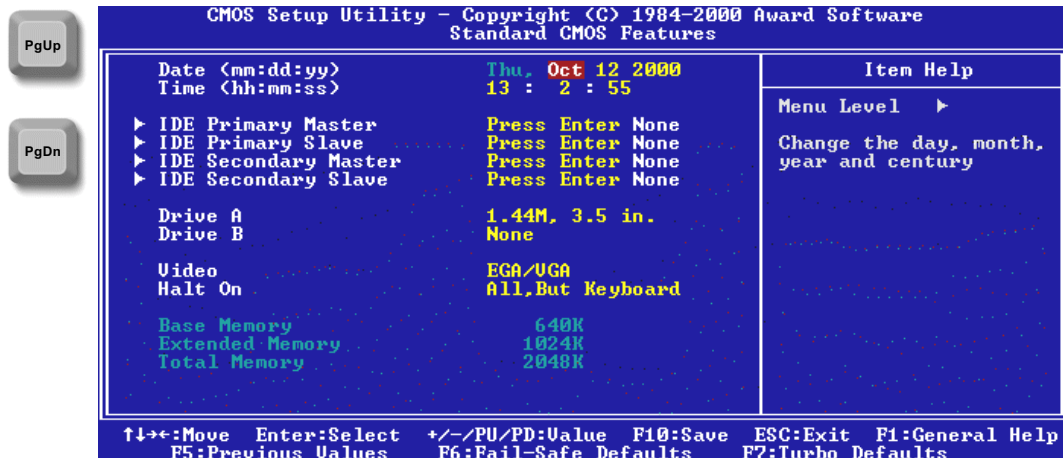 PgUp
PgDn
CMOS Setup Utility – Copyright (C) 1984-2000 Award Software
Standard CMOS Features
Date (mm:dd:yy) Thu, Oct 12 2000
Time (hh:mm:ss) 13 : 2 : 55
IDE Primary Master Press Enter None
IDE Primary Slave Press Enter None
IDE Secondary Master Press Enter None
IDE Secondary Slave Press Enter None
Drive A 1.44M, 3.5 in.
Drive B None
Video EGA/VGA
Halt On All,But Keyboard
Base Memory 640K
Extended Memory 1024K
Total Memory 2048K
Item Help
Menu Level ►
Change the day, month,
year and century
↑↓→←:Move Enter:Select +/-/PU/PD:Value F10:Save ESC:Exit F1:General Help
F5:Previous Values F6:Fail-Safe Defaults F7:Turbo Defaults